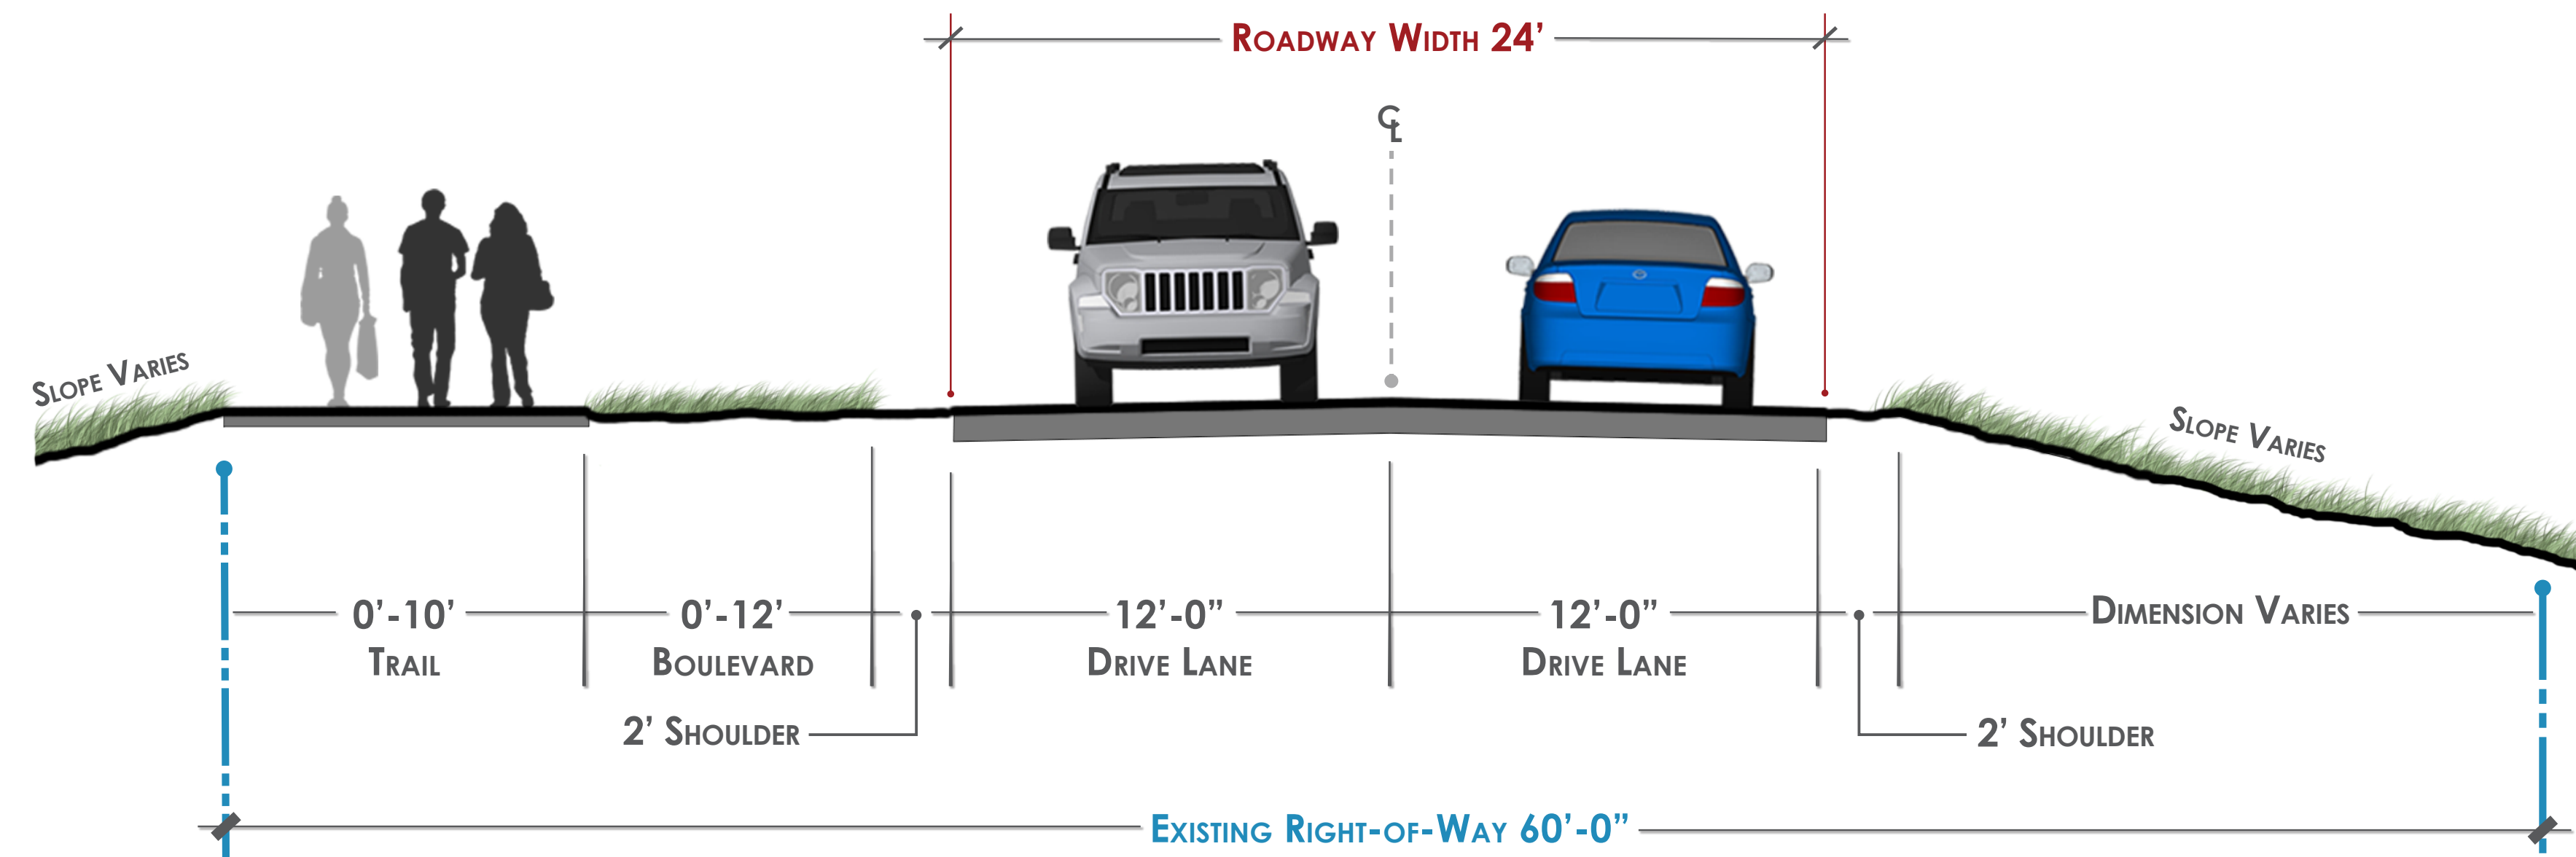 Roadway Width 24’
℄
Slope Varies
Slope Varies
0’-10’
Trail
0’-12’
Boulevard
12’-0”
Drive Lane
12’-0”
Drive Lane
Dimension Varies
2’ Shoulder
2’ Shoulder
Existing Right-of-Way 60’-0”